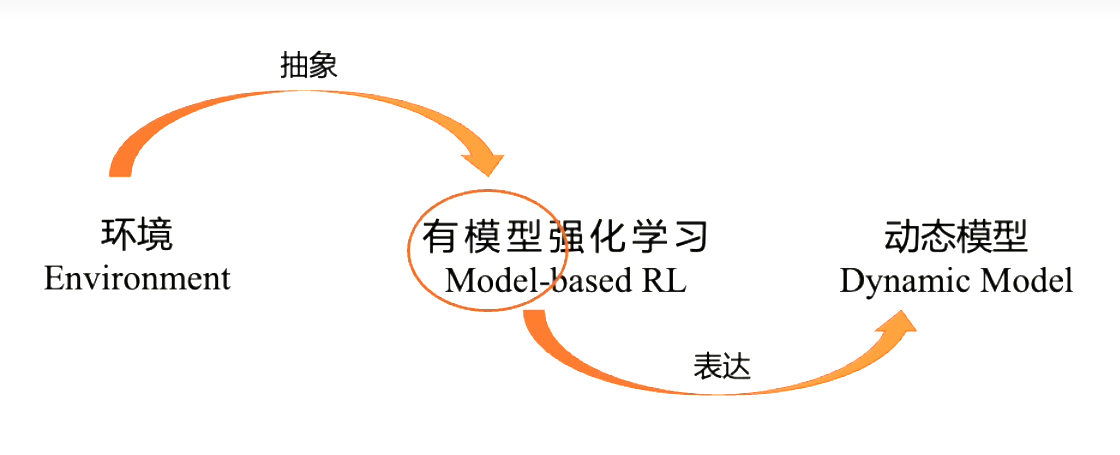 抽象
环境
Environment
有模型强化学习
Model-based RL
动态模型
Dynamic Model
表达